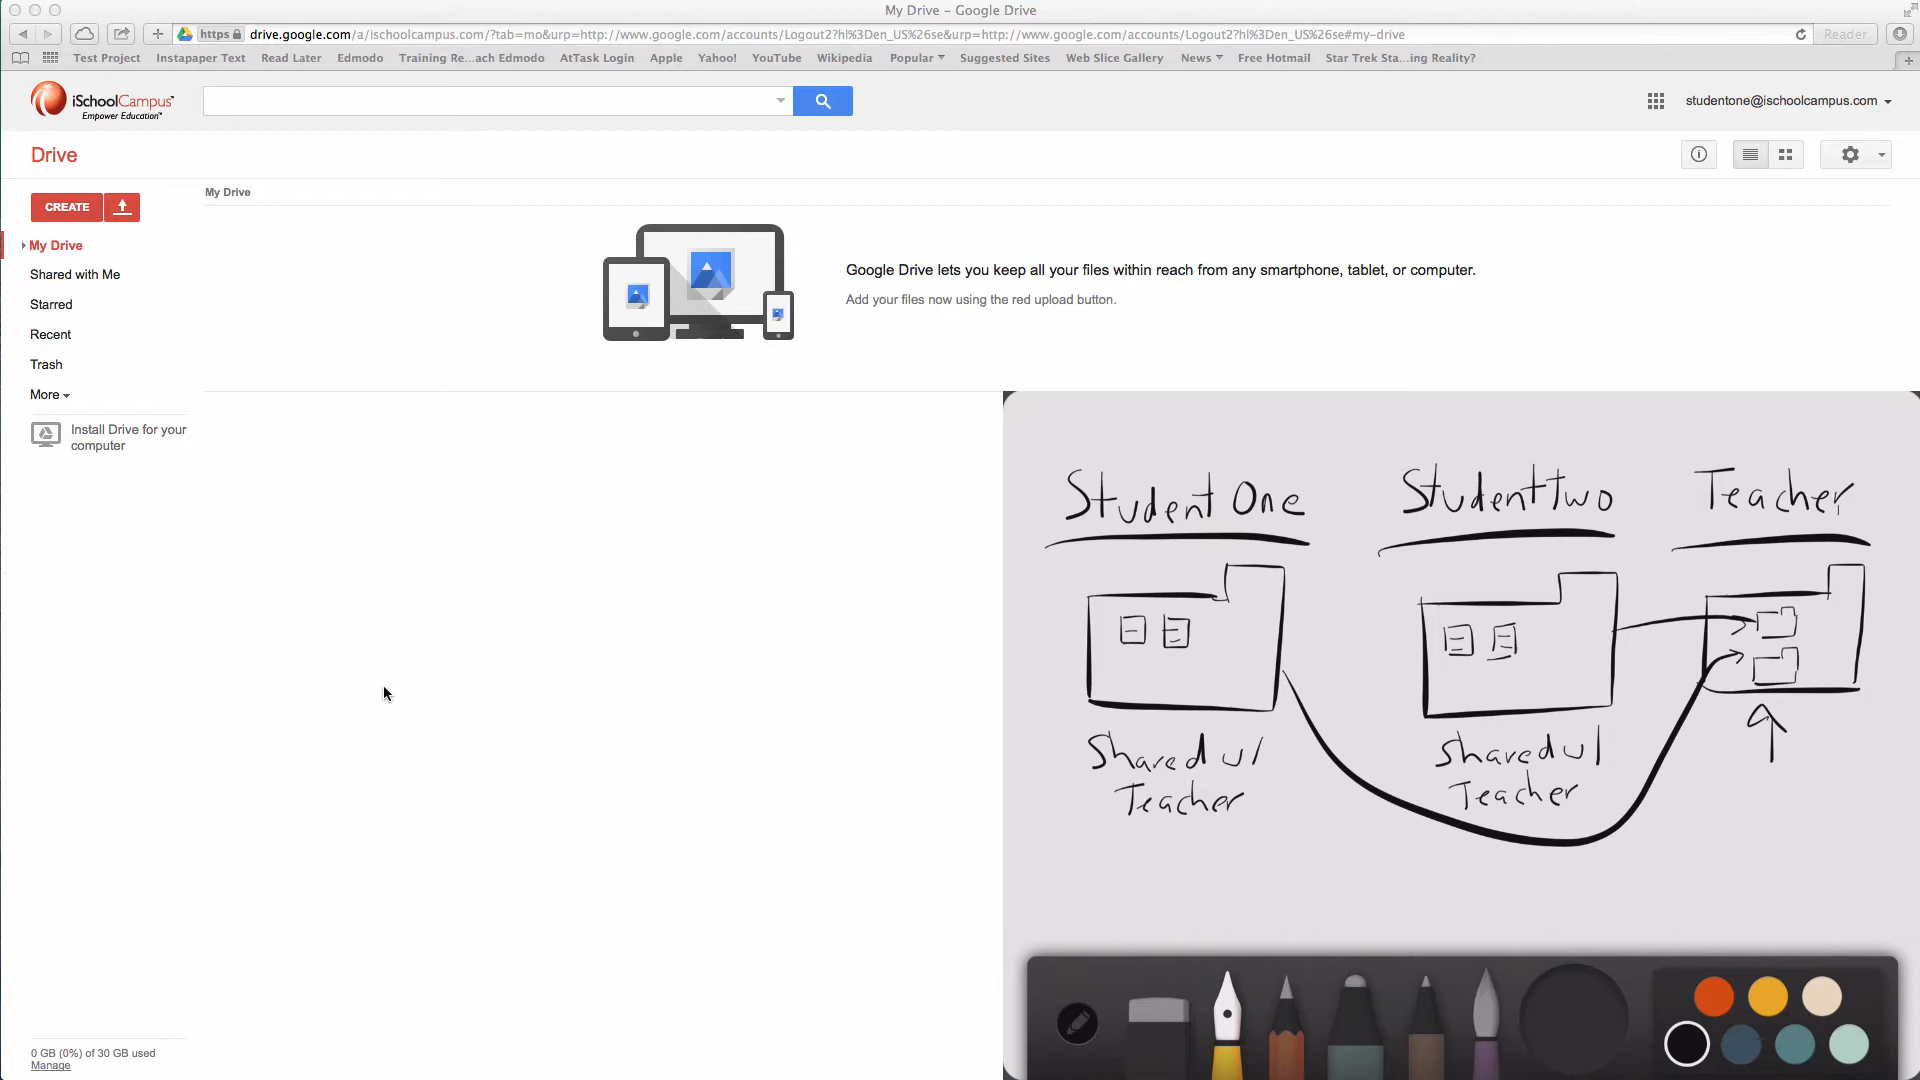 My Drive – Google Drive
https drive.google.com/a/ischoolcampus.com/?tab=mo&urp=http://www.google.com/accounts/Logout2?hl%3Den_US%26se&urp=http://www.google.com/accounts/Logout2?hl%3Den_US%26se#my-drive Reader
Test Project Instapaper Text Read Later Edmodo Training Re...ach Edmodo AtTask Login Apple Yahoo! YouTube Wikipedia Popular Suggested Sites Web Slice Gallery News Free Hotmail Star Trek Sta...ing Reality?
iSchoolCampus™
Empower Education™
studentone@ischoolcampus.com
Drive
CREATE
My Drive
My Drive
Shared with Me
Starred
Recent
Trash
More
Install Drive for your
computer
Google Drive lets you keep all your files within reach from any smartphone, tablet, or computer.
Add your files now using the red upload button.
Student One Student two Teacher
Shared w/
Teacher
Shared w/
Teacher
0 GB (0%) of 30 GB used
Manage